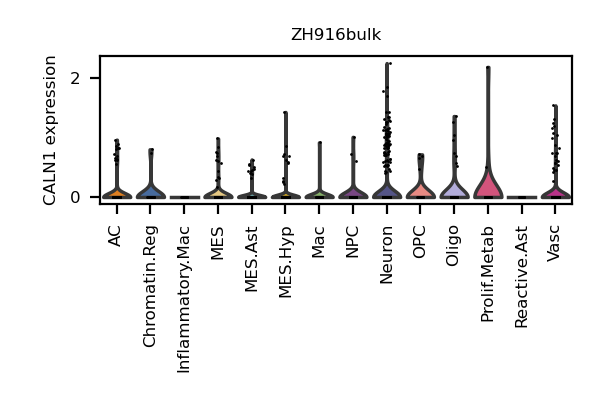 ZH916bulk
CALN1 expression
2
0
AC
Chromatin.Reg
Inflammatory.Mac
MES
MES.Ast
MES.Hyp
Mac
NPC
Neuron
OPC
Oligo
Prolif.Metab
Reactive.Ast
Vasc